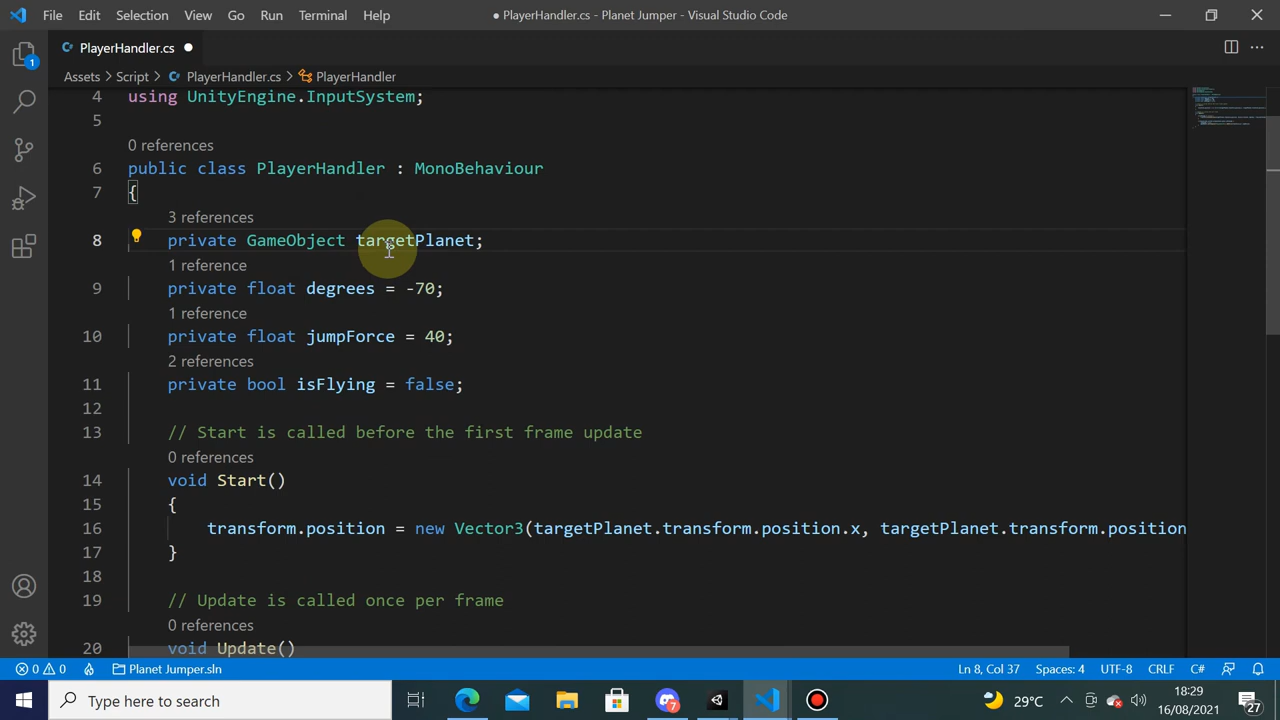 File Edit Selection View Go Run Terminal Help ● PlayerHandler.cs - Planet Jumper - Visual Studio Code
PlayerHandler.cs
Assets > Script > PlayerHandler.cs > PlayerHandler
4 using UnityEngine.InputSystem;
5
0 references
6 public class PlayerHandler : MonoBehaviour
7 {
3 references
8 private GameObject targetPlanet;
1 reference
9 private float degrees = -70;
1 reference
10 private float jumpForce = 40;
2 references
11 private bool isFlying = false;
12
13 // Start is called before the first frame update
0 references
14 void Start()
15 {
16 transform.position = new Vector3(targetPlanet.transform.position.x, targetPlanet.transform.position
17 }
18
19 // Update is called once per frame
0 references
20 void Update()
1
0 0 Planet Jumper.sln Ln 8, Col 37 Spaces: 4 UTF-8 CRLF C#
Type here to search 7 29°C 18:29
16/08/2021 27